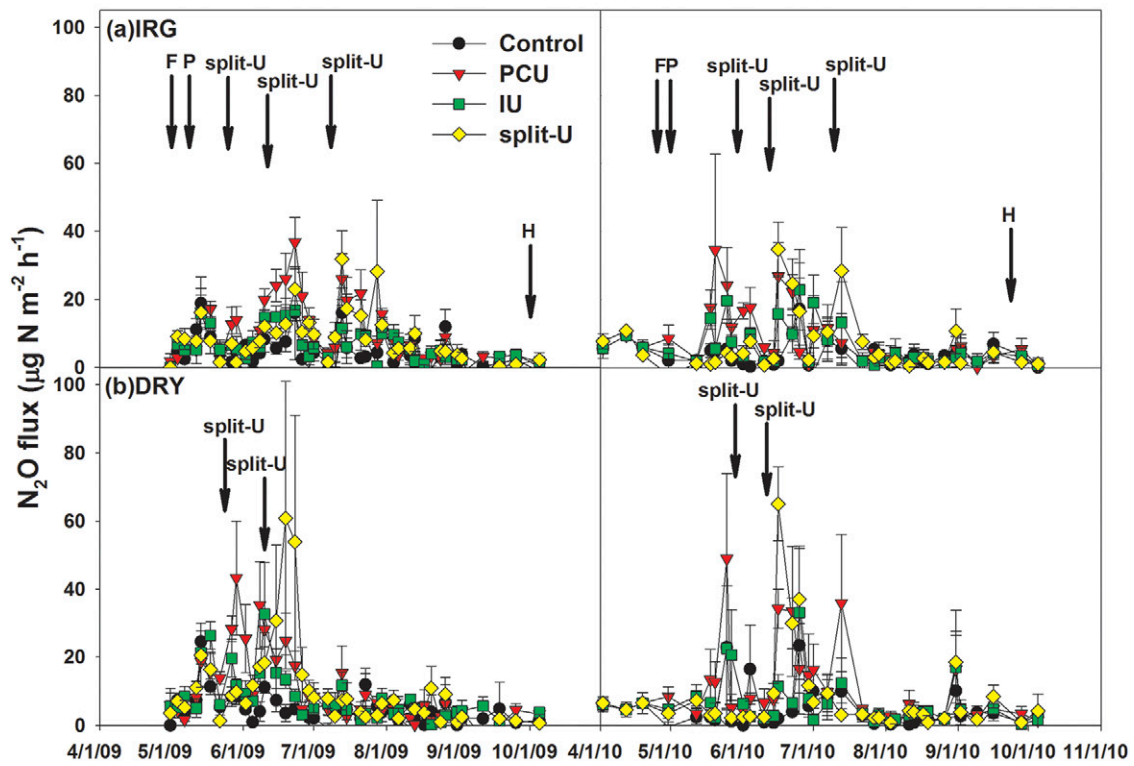 100
(a)IRG
Control
PCU
IU
split-U
F P split-U split-U split-U
H
FP split-U split-U split-U
H
80
60
40
20
0
N₂O flux (µg N m⁻² h⁻¹)
100
(b)DRY
split-U
split-U
split-U
split-U
80
60
40
20
0
4/1/09 5/1/09 6/1/09 7/1/09 8/1/09 9/1/09 10/1/09 4/1/10 5/1/10 6/1/10 7/1/10 8/1/10 9/1/10 10/1/10 11/1/10